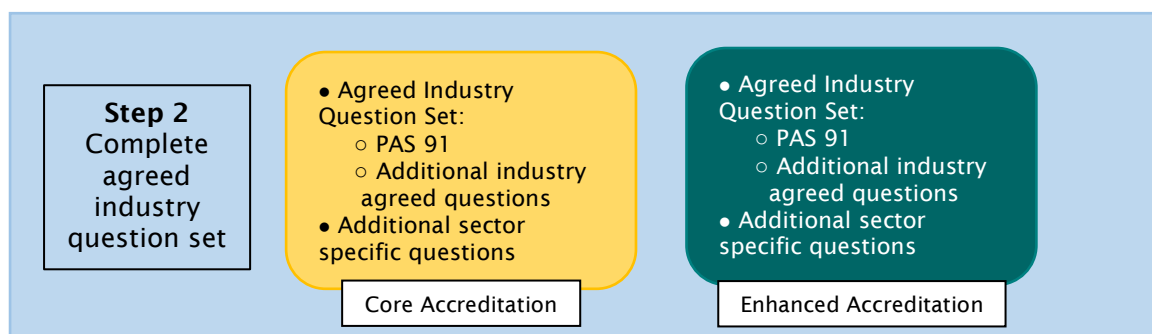 Step 2
Complete
agreed
industry
question set
● Agreed Industry
Question Set:
○ PAS 91
○ Additional industry
agreed questions
● Additional sector
specific questions
Core Accreditation
● Agreed Industry
Question Set:
○ PAS 91
○ Additional industry
agreed questions
● Additional sector
specific questions
Enhanced Accreditation